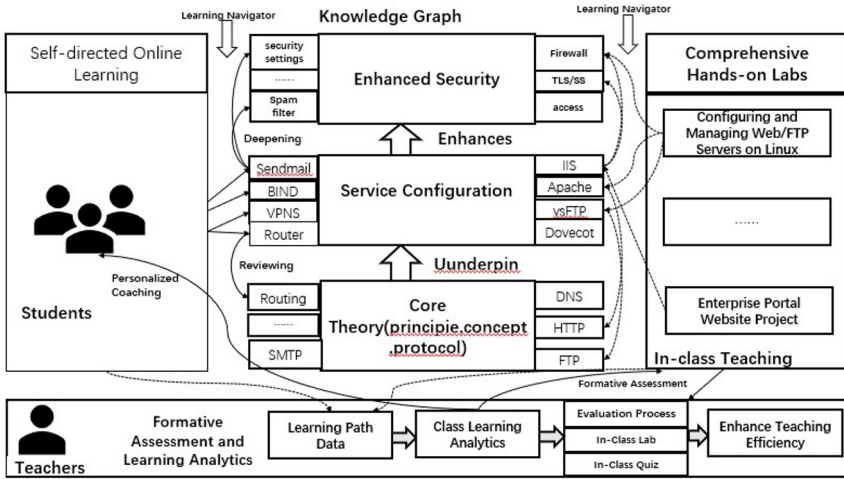 Learning Navigator
Knowledge Graph
Learning Navigator
Self-directed Online
Learning
security
settings
......
Spam
filter
Enhanced Security
Firewall
TLS/SS
access
Comprehensive
Hands-on Labs
Deepening
Enhances
Configuring and
Managing Web/FTP
Servers on Linux
Sendmail
BIND
VPNS
Router
Service Configuration
IIS
Apache
vsFTP
Dovecot
......
Reviewing
Uunderpin
Personalized
Coaching
Students
Routing
......
SMTP
Core
Theory(principie.concept
.protocol)
DNS
HTTP
FTP
Enterprise Portal
Website Project
In-class Teaching
Formative Assessment
Teachers
Formative
Assessment and
Learning Analytics
Learning Path
Data
Class Learning
Analytics
Evaluation Process
In-Class Lab
In-Class Quiz
Enhance Teaching
Efficiency